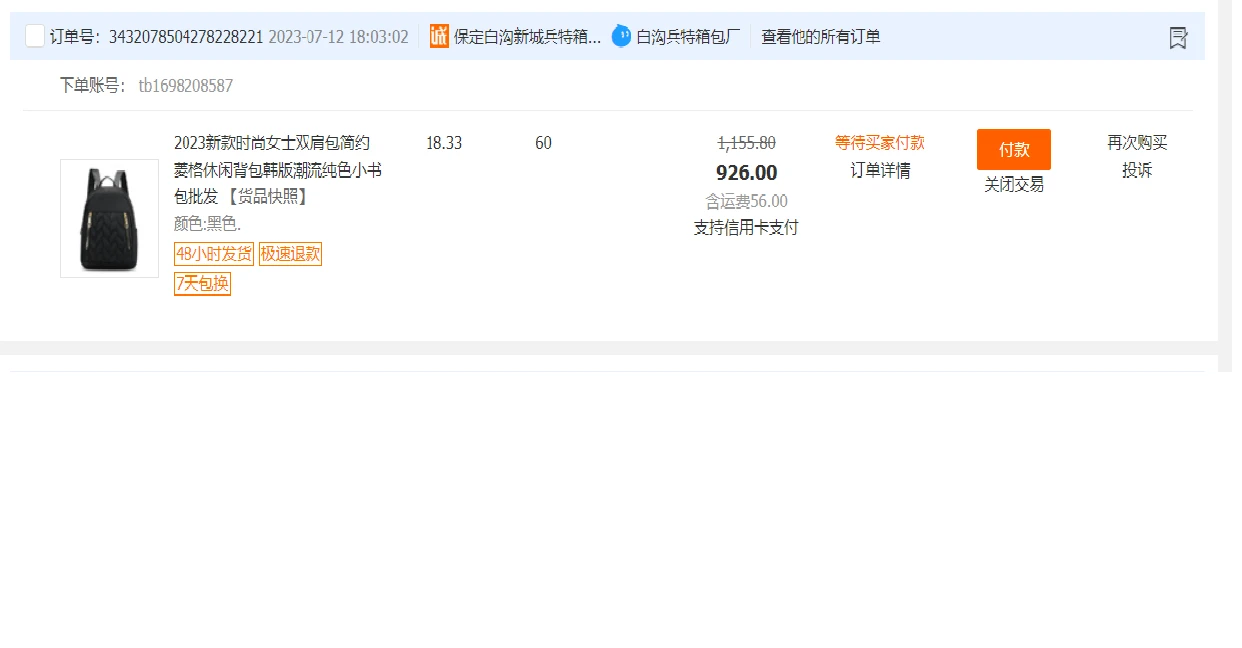 订单号：3432078504278228221 2023-07-12 18:03:02 诚 保定白沟新城兵特箱... 白沟兵特箱包厂 查看他的所有订单
下单账号： tb1698208587
2023新款时尚女士双肩包简约 18.33 60 1,155.80 等待买家付款 付款 再次购买
菱格休闲背包韩版潮流纯色小书 926.00 订单详情 关闭交易 投诉
包批发 【货品快照】 含运费56.00
颜色:黑色. 支持信用卡支付
48小时发货 极速退款
7天包换